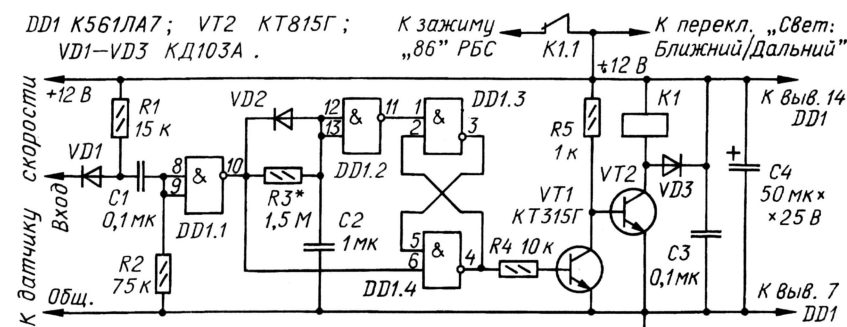 DD1 К561ЛА7; VT2 КТ815Г;
VD1–VD3 КД103А.
К зажиму
„86” РБС
К1.1
К перекл. „Свет:
Ближний/Дальний”
+12 В
+12 В
К выв. 14
DD1
R1
15 к
VD1
VD2
12
13
&
11
DD1.2
1
2
&
DD1.3
3
R5
1 к
К1
VT2
VD3
+
C4
50 мк×
×25 В
К датчику скорости
Вход
C1
0,1 мк
8
9
&
10
DD1.1
R3*
1,5 М
C2
1 мк
VT1
КТ315Г
R2
75 к
5
6
&
4
DD1.4
R4 10 к
C3
0,1 мк
Общ.
К выв. 7
DD1